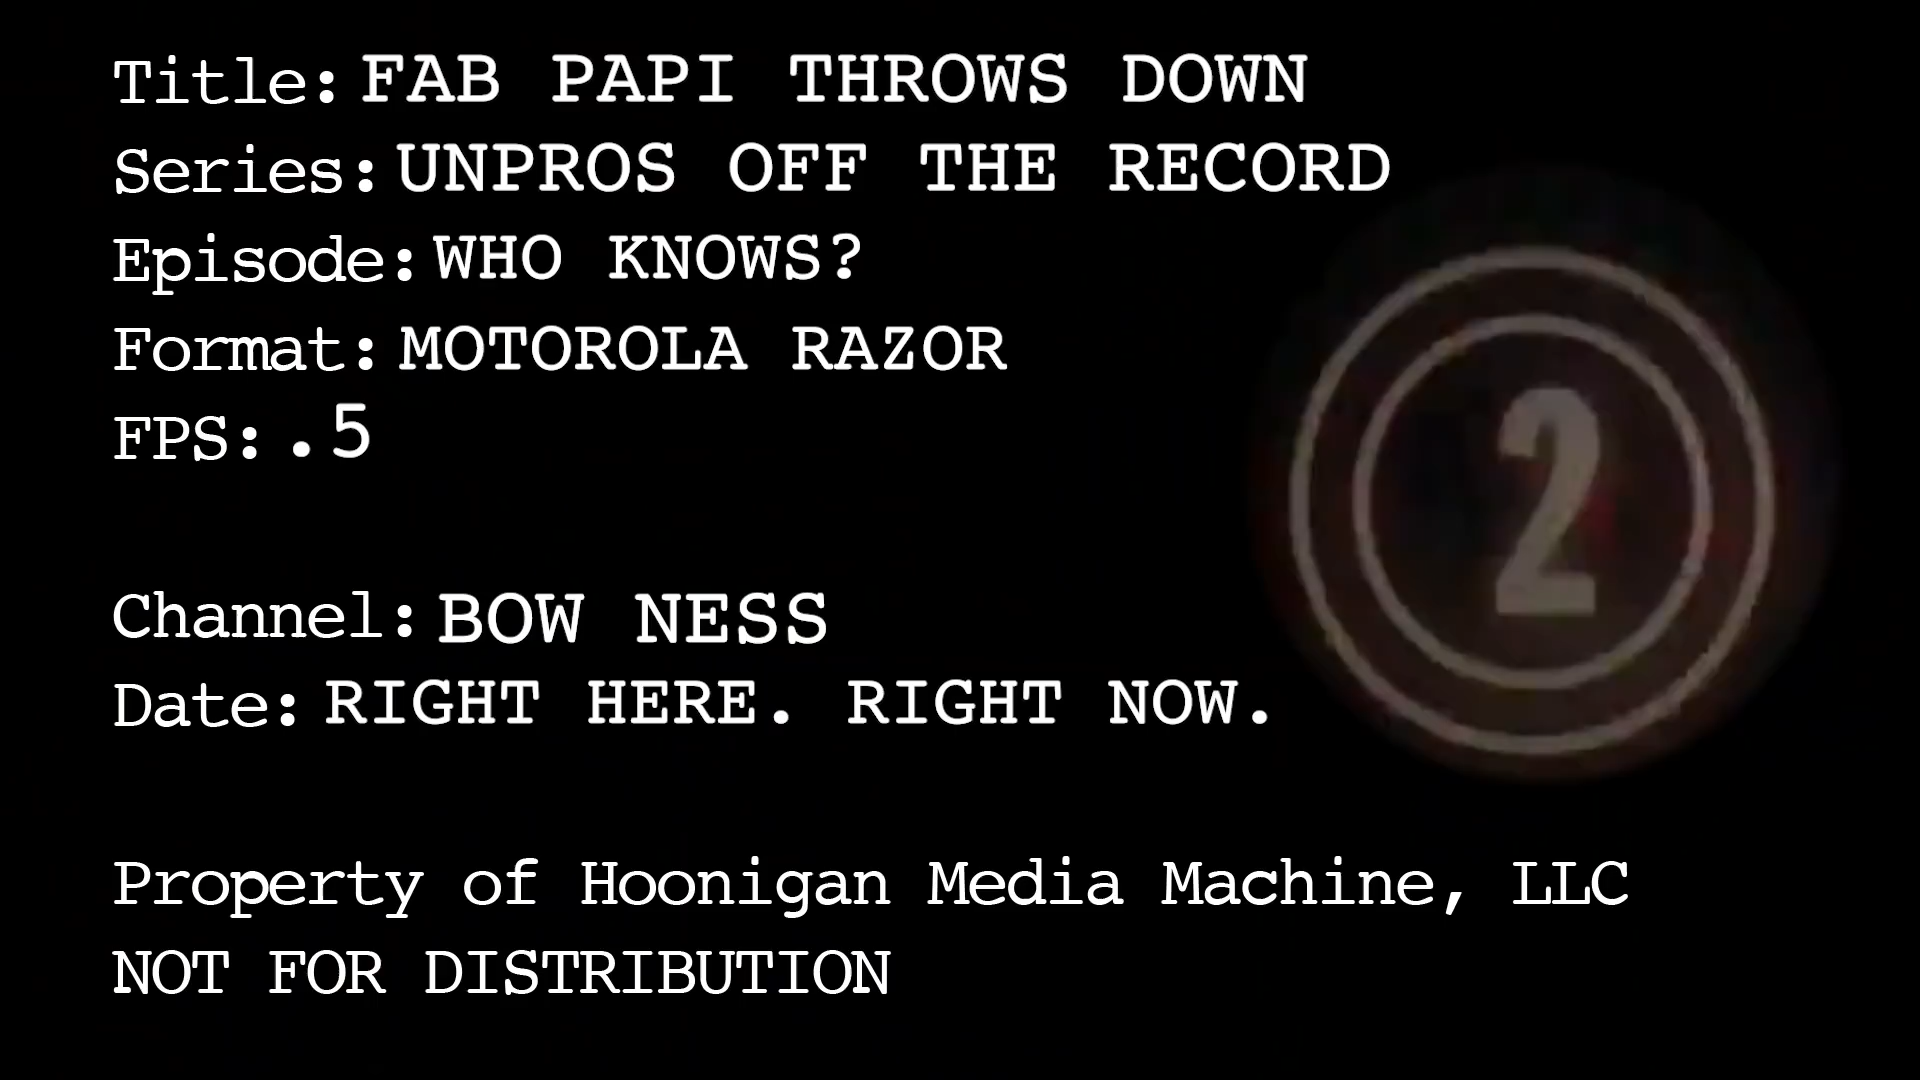 Title: FAB PAPI THROWS DOWN
Series: UNPROS OFF THE RECORD
Episode: WHO KNOWS?
Format: MOTOROLA RAZOR
FPS: .5
2
Channel: BOW NESS
Date: RIGHT HERE. RIGHT NOW.
Property of Hoonigan Media Machine, LLC
NOT FOR DISTRIBUTION